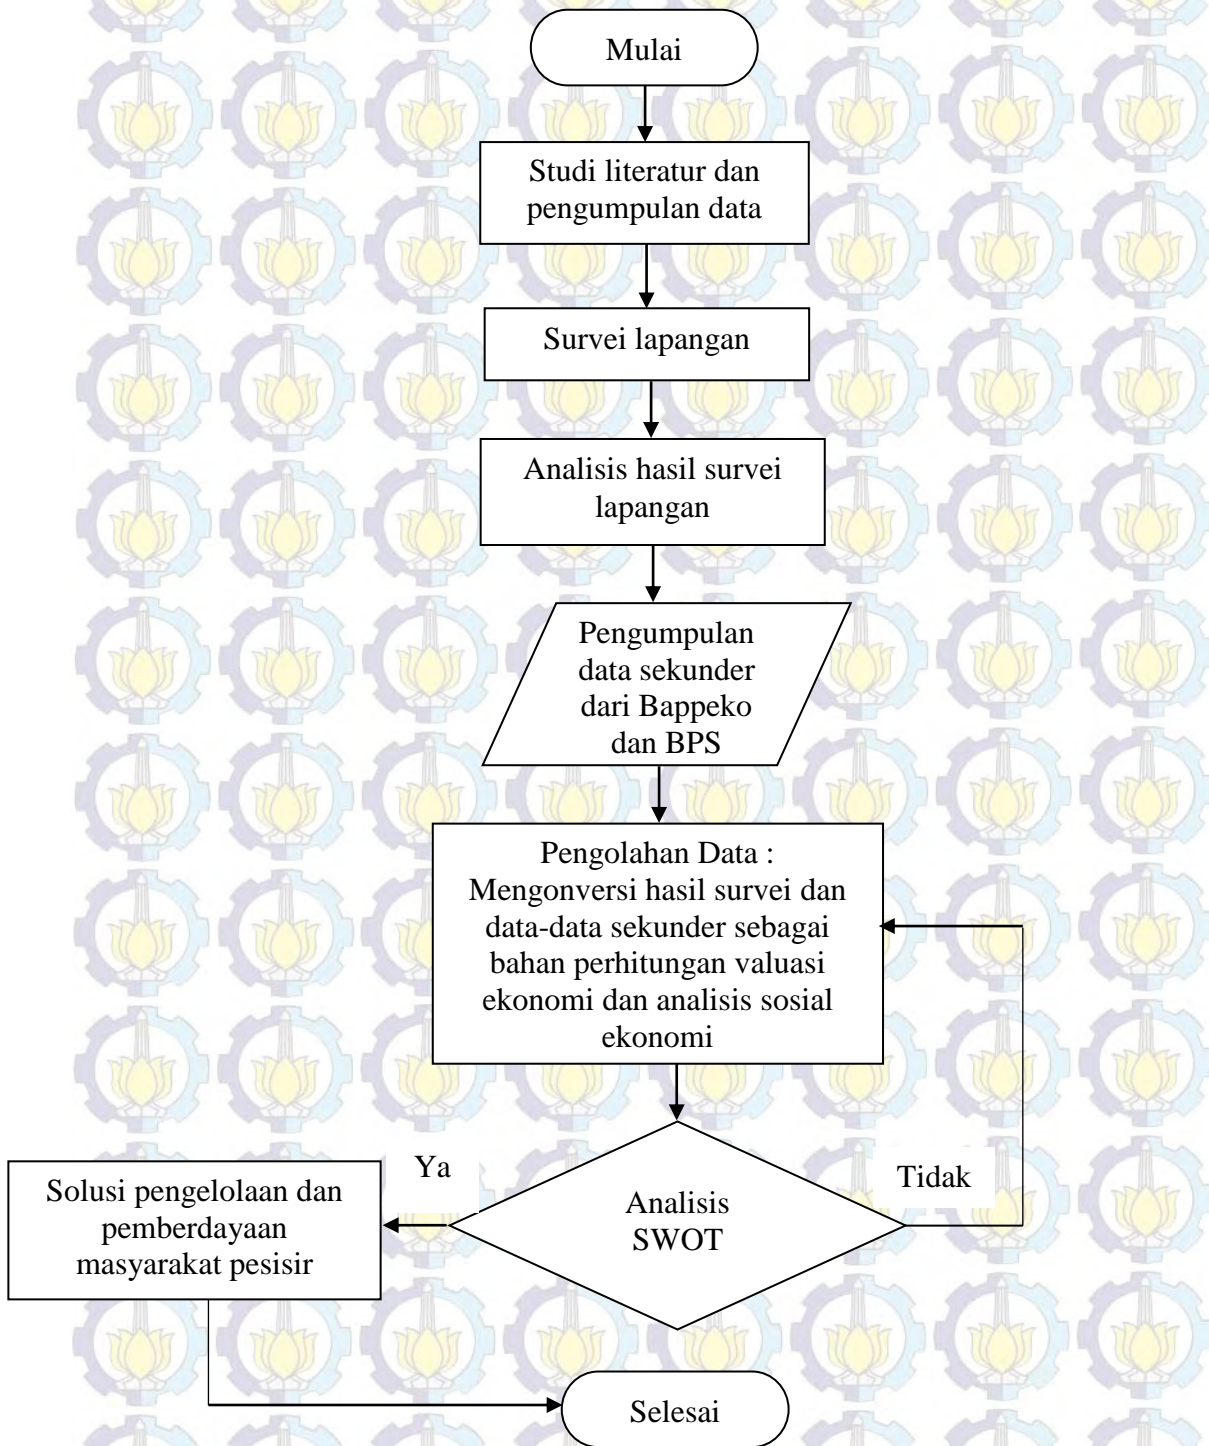 Mulai
Studi literatur dan
pengumpulan data
Survei lapangan
Analisis hasil survei
lapangan
Pengumpulan
data sekunder
dari Bappeko
dan BPS
Pengolahan Data :
Mengonversi hasil survei dan
data-data sekunder sebagai
bahan perhitungan valuasi
ekonomi dan analisis sosial
ekonomi
Analisis
SWOT
Ya
Tidak
Solusi pengelolaan dan
pemberdayaan
masyarakat pesisir
Selesai